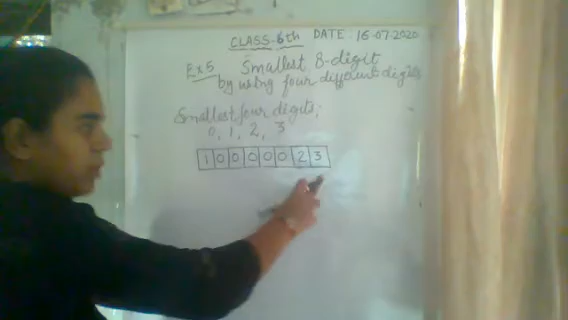 CLASS-6th DATE: 16-07-2020
Ex 5 Smallest 8-digit
by using four different digits
Smallest four digits;
0, 1, 2, 3
1 0 0 0 0 0 2 3